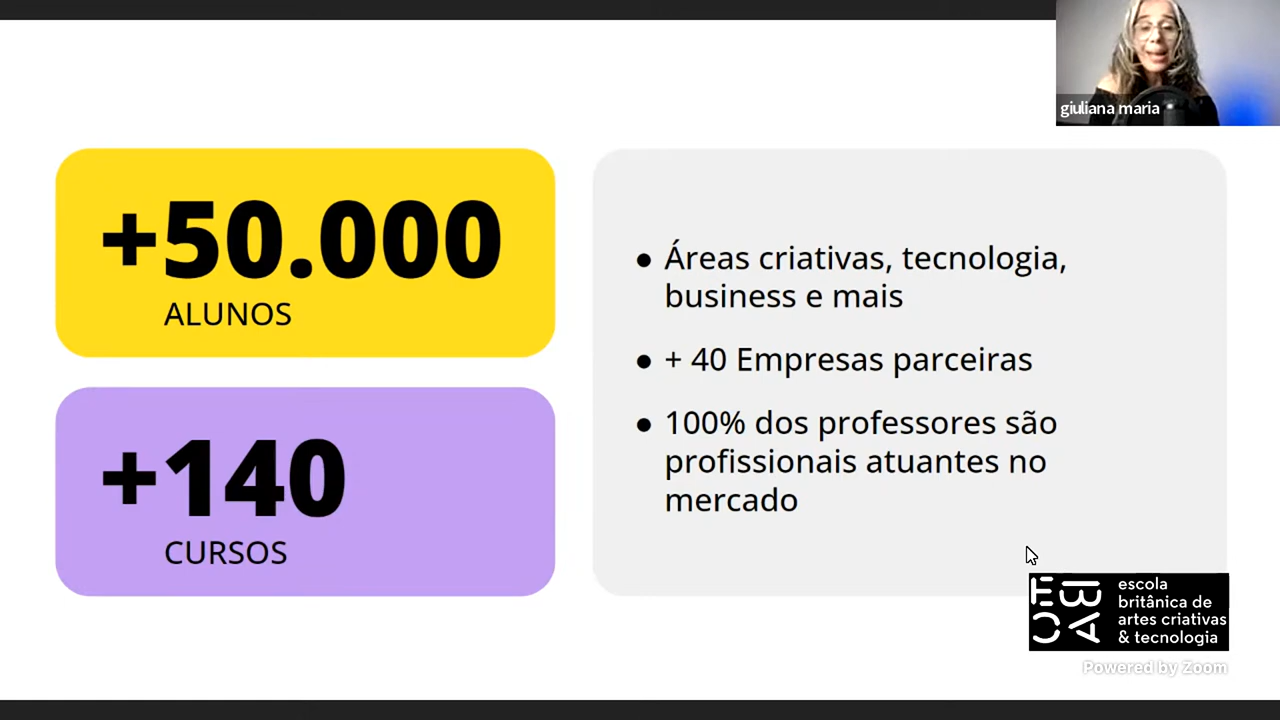 giuliana maria
+50.000
ALUNOS
+140
CURSOS
● Áreas criativas, tecnologia,
business e mais
● + 40 Empresas parceiras
● 100% dos professores são
profissionais atuantes no
mercado
escola
britânica de
artes criativas
& tecnologia
Powered by Zoom